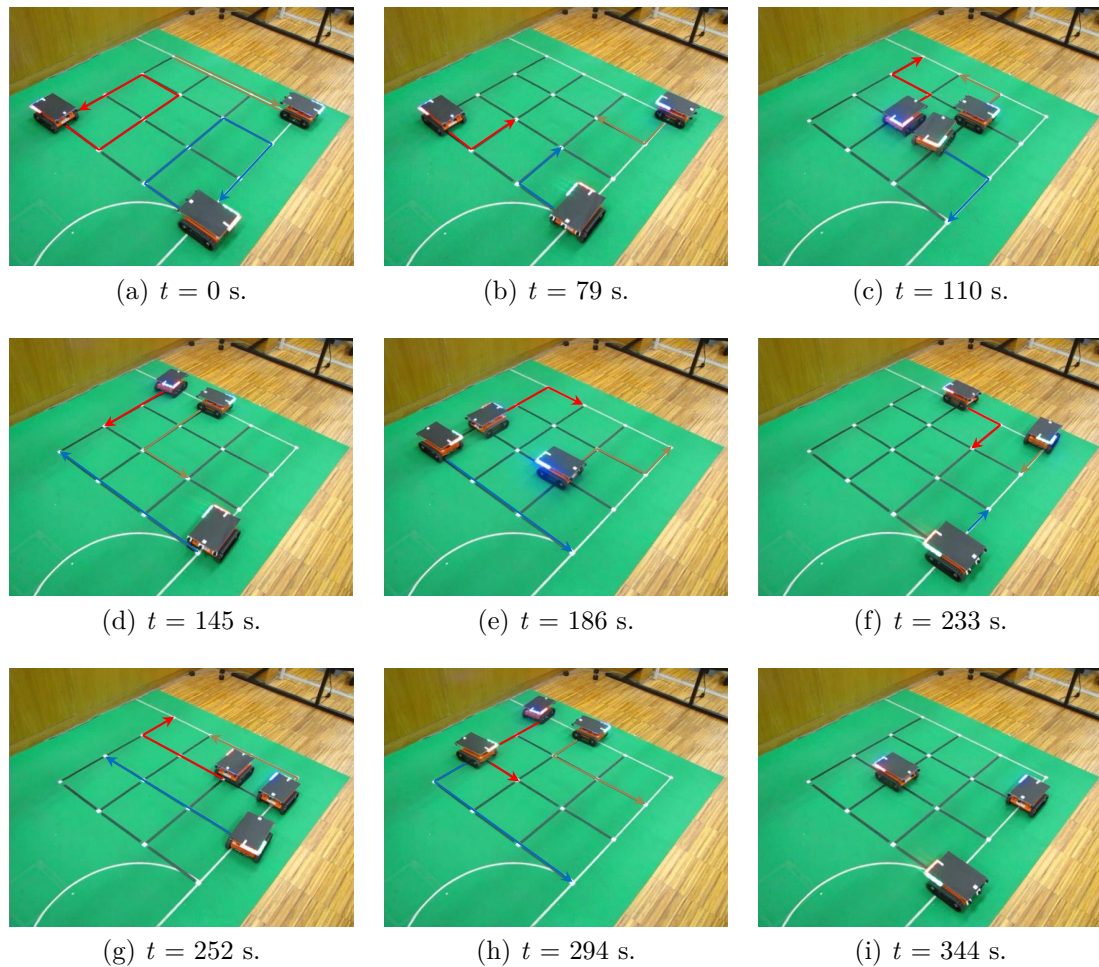 (a) t = 0 s.
(b) t = 79 s.
(c) t = 110 s.
(d) t = 145 s.
(e) t = 186 s.
(f) t = 233 s.
(g) t = 252 s.
(h) t = 294 s.
(i) t = 344 s.